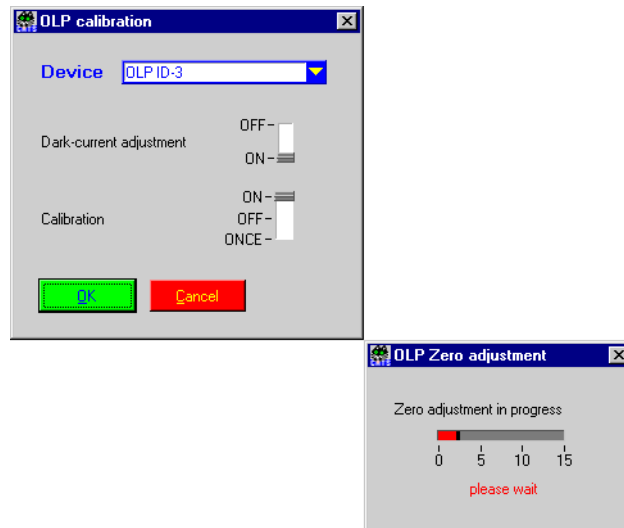 OLP calibration
Device OLP ID-3
Dark-current adjustment
OFF-
ON-
Calibration
ON-
OFF-
ONCE-
OK Cancel
OLP Zero adjustment
Zero adjustment in progress
0 5 10 15
please wait